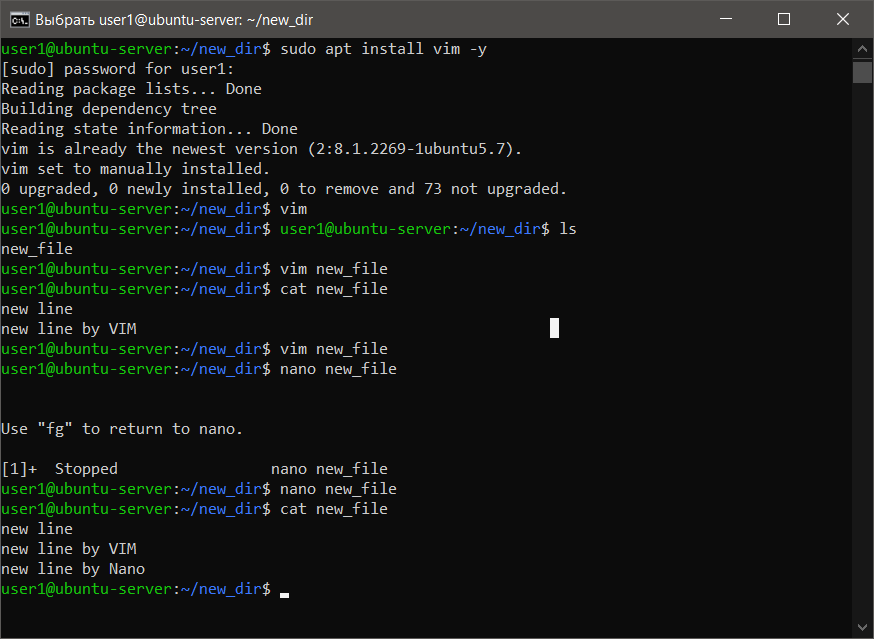 Выбрать user1@ubuntu-server: ~/new_dir
user1@ubuntu-server:~/new_dir$ sudo apt install vim -y
[sudo] password for user1:
Reading package lists... Done
Building dependency tree
Reading state information... Done
vim is already the newest version (2:8.1.2269-1ubuntu5.7).
vim set to manually installed.
0 upgraded, 0 newly installed, 0 to remove and 73 not upgraded.
user1@ubuntu-server:~/new_dir$ vim
user1@ubuntu-server:~/new_dir$ user1@ubuntu-server:~/new_dir$ ls
new_file
user1@ubuntu-server:~/new_dir$ vim new_file
user1@ubuntu-server:~/new_dir$ cat new_file
new line
new line by VIM
user1@ubuntu-server:~/new_dir$ vim new_file
user1@ubuntu-server:~/new_dir$ nano new_file
Use "fg" to return to nano.
[1]+  Stopped                 nano new_file
user1@ubuntu-server:~/new_dir$ nano new_file
user1@ubuntu-server:~/new_dir$ cat new_file
new line
new line by VIM
new line by Nano
user1@ubuntu-server:~/new_dir$